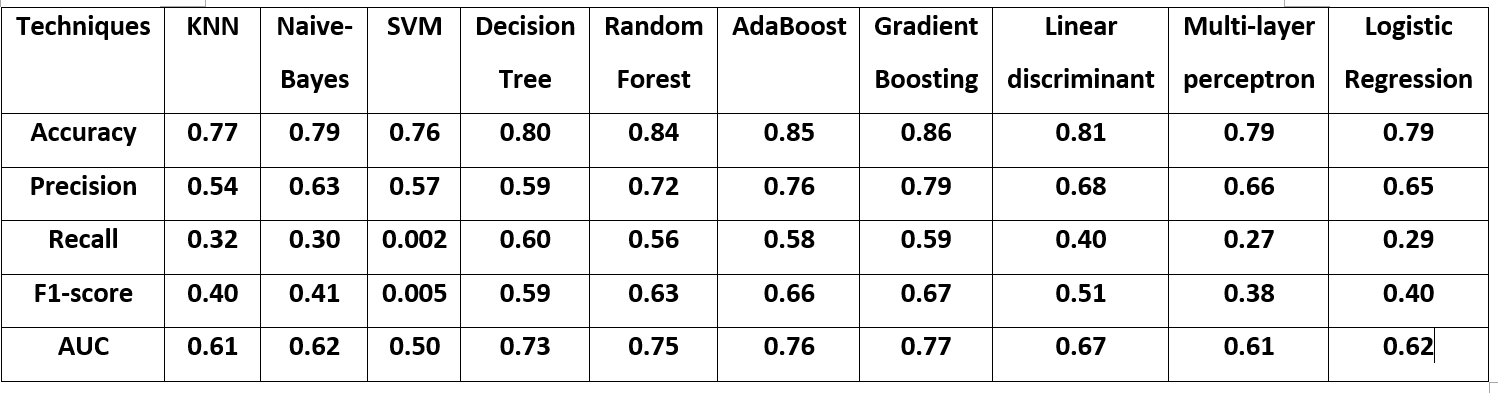 Techniques KNN Naive-Bayes SVM Decision Tree Random Forest AdaBoost Gradient Boosting Linear discriminant Multi-layer perceptron Logistic Regression
Accuracy 0.77 0.79 0.76 0.80 0.84 0.85 0.86 0.81 0.79 0.79
Precision 0.54 0.63 0.57 0.59 0.72 0.76 0.79 0.68 0.66 0.65
Recall 0.32 0.30 0.002 0.60 0.56 0.58 0.59 0.40 0.27 0.29
F1-score 0.40 0.41 0.005 0.59 0.63 0.66 0.67 0.51 0.38 0.40
AUC 0.61 0.62 0.50 0.73 0.75 0.76 0.77 0.67 0.61 0.62